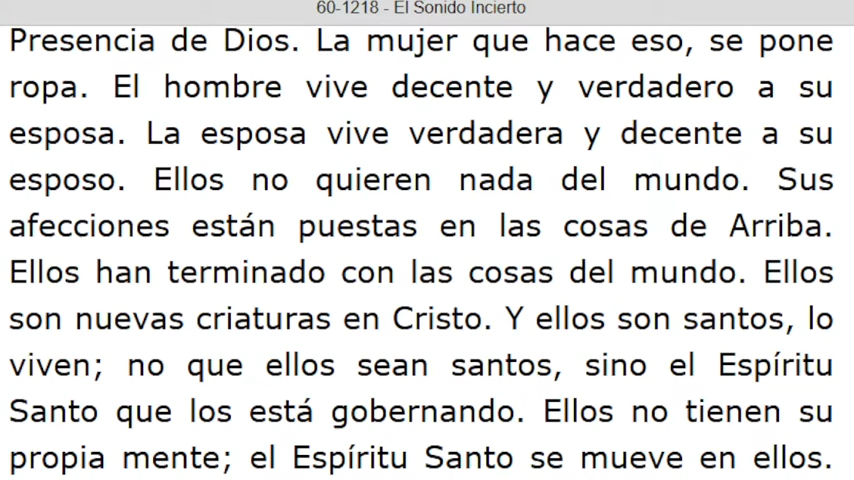 60-1218 - El Sonido Incierto
Presencia de Dios. La mujer que hace eso, se pone
ropa. El hombre vive decente y verdadero a su
esposa. La esposa vive verdadera y decente a su
esposo. Ellos no quieren nada del mundo. Sus
afecciones están puestas en las cosas de Arriba.
Ellos han terminado con las cosas del mundo. Ellos
son nuevas criaturas en Cristo. Y ellos son santos, lo
viven; no que ellos sean santos, sino el Espíritu
Santo que los está gobernando. Ellos no tienen su
propia mente; el Espíritu Santo se mueve en ellos.